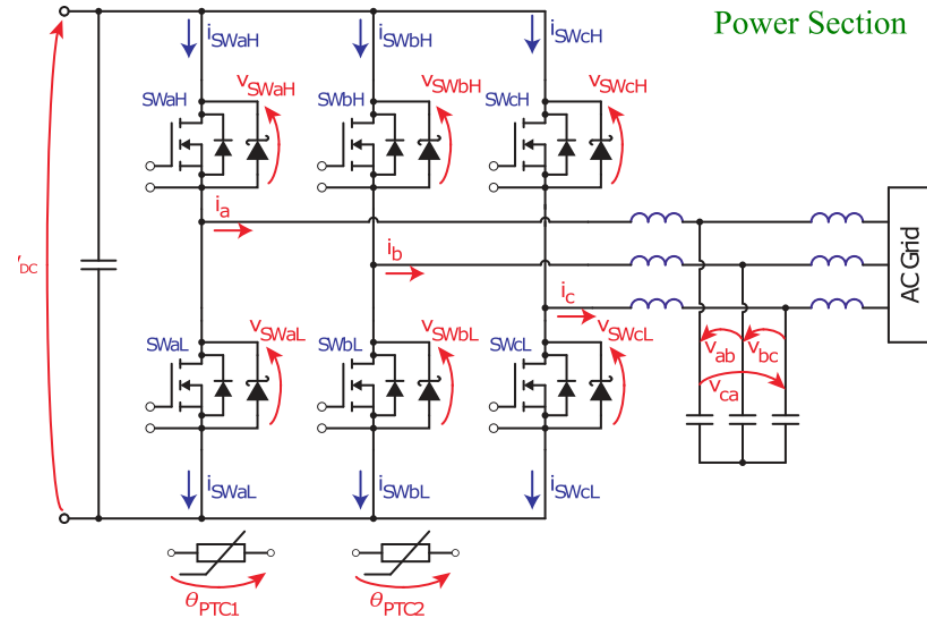 Power Section
iSWaH
iSWbH
iSWcH
vSWaH
vSWbH
vSWcH
SWaH
SWbH
SWcH
ia
ib
ic
DC
AC Grid
vSWaL
vSWbL
vSWcL
SWaL
SWbL
SWcL
vab
vbc
vca
iSWaL
iSWbL
iSWcL
θPTC1
θPTC2